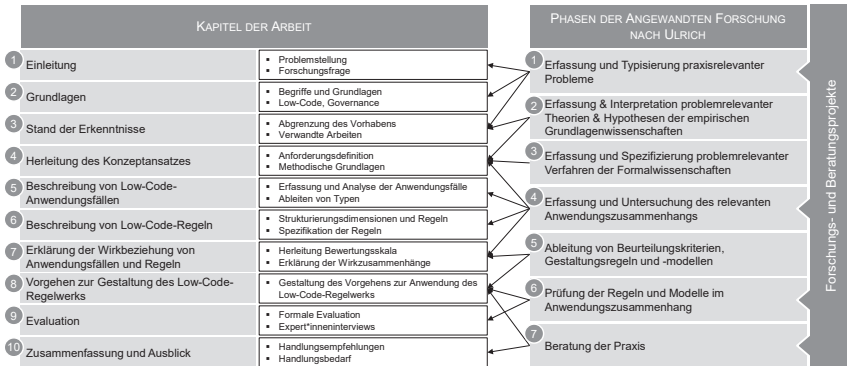 KAPITEL DER ARBEIT
1 Einleitung
▪ Problemstellung
▪ Forschungsfrage
2 Grundlagen
▪ Begriffe und Grundlagen
▪ Low-Code, Governance
3 Stand der Erkenntnisse
▪ Abgrenzung des Vorhabens
▪ Verwandte Arbeiten
4 Herleitung des Konzeptansatzes
▪ Anforderungsdefinition
▪ Methodische Grundlagen
5 Beschreibung von Low-Code-
Anwendungsfällen
▪ Erfassung und Analyse der Anwendungsfälle
▪ Ableiten von Typen
6 Beschreibung von Low-Code-Regeln
▪ Strukturierungsdimensionen und Regeln
▪ Spezifikation der Regeln
7 Erklärung der Wirkbeziehung von
Anwendungsfällen und Regeln
▪ Herleitung Bewertungsskala
▪ Erklärung der Wirkzusammenhänge
8 Vorgehen zur Gestaltung des Low-Code-
Regelwerks
▪ Gestaltung des Vorgehens zur Anwendung des
Low-Code-Regelwerks
9 Evaluation
▪ Formale Evaluation
▪ Expert*inneninterviews
10 Zusammenfassung und Ausblick
▪ Handlungsempfehlungen
▪ Handlungsbedarf
PHASEN DER ANGEWANDTEN FORSCHUNG
NACH ULRICH
1 Erfassung und Typisierung praxisrelevanter
Probleme
2 Erfassung & Interpretation problemrelevanter
Theorien & Hypothesen der empirischen
Grundlagenwissenschaften
3 Erfassung und Spezifizierung problemrelevanter
Verfahren der Formalwissenschaften
4 Erfassung und Untersuchung des relevanten
Anwendungszusammenhangs
5 Ableitung von Beurteilungskriterien,
Gestaltungsregeln und -modellen
6 Prüfung der Regeln und Modelle im
Anwendungszusammenhang
7 Beratung der Praxis
Forschungs- und Beratungsprojekte